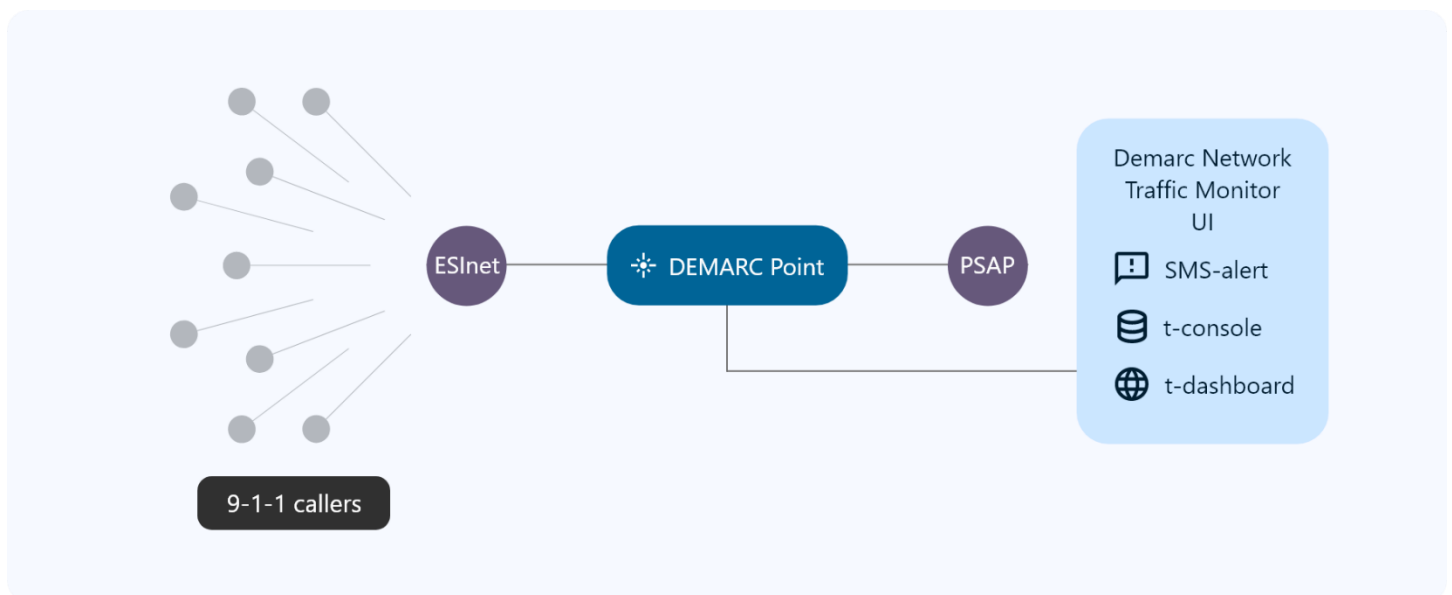 ESInet
DEMARC Point
PSAP
Demarc Network
Traffic Monitor
UI
SMS-alert
t-console
t-dashboard
9-1-1 callers